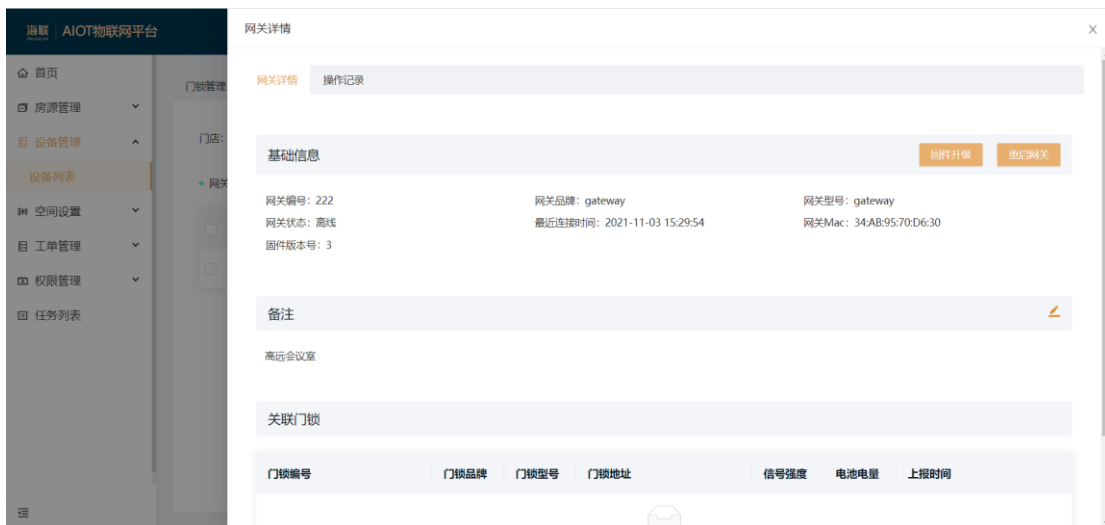 海联 AIOT物联网平台
网关详情
首页
房源管理
设备管理
设备列表
空间设置
工单管理
权限管理
任务列表
门锁管理
门店:
网关
网关详情 操作记录
基础信息 固件升级 重启网关
网关编号: 222 网关品牌: gateway 网关型号: gateway
网关状态: 离线 最近连接时间: 2021-11-03 15:29:54 网关Mac: 34:AB:95:70:D6:30
固件版本号: 3
备注
高远会议室
关联门锁
门锁编号 门锁品牌 门锁型号 门锁地址 信号强度 电池电量 上报时间